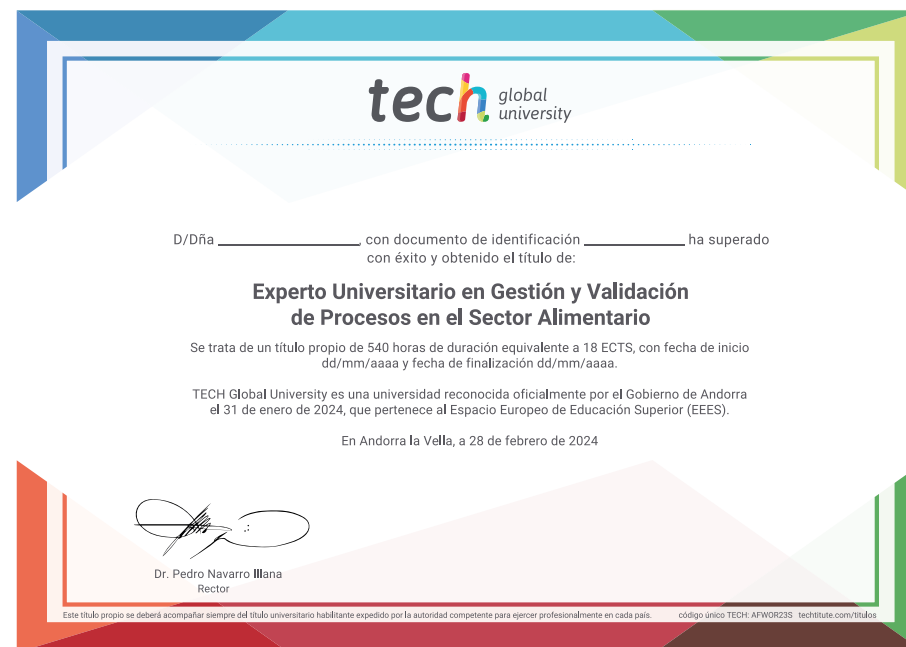 tech global university
D/Dña ____________________, con documento de identificación ______________ ha superado
con éxito y obtenido el título de:
Experto Universitario en Gestión y Validación
de Procesos en el Sector Alimentario
Se trata de un título propio de 540 horas de duración equivalente a 18 ECTS, con fecha de inicio
dd/mm/aaaa y fecha de finalización dd/mm/aaaa.
TECH Global University es una universidad reconocida oficialmente por el Gobierno de Andorra
el 31 de enero de 2024, que pertenece al Espacio Europeo de Educación Superior (EEES).
En Andorra la Vella, a 28 de febrero de 2024
Dr. Pedro Navarro Illana
Rector
Este título propio se deberá acompañar siempre del título universitario habilitante expedido por la autoridad competente para ejercer profesionalmente en cada país. código único TECH: AFWOR23S techtitute.com/titulos